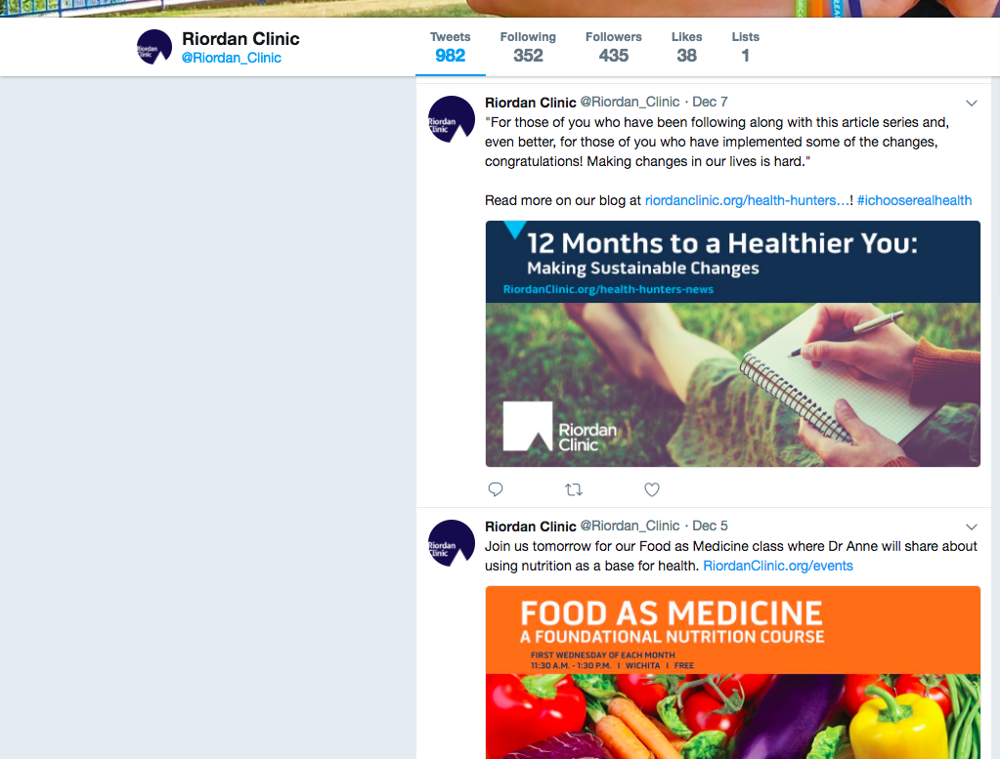 Riordan Clinic
@Riordan_Clinic
Riordan
Clinic
Tweets
982
Following
352
Followers
435
Likes
38
Lists
1
Riordan Clinic @Riordan_Clinic · Dec 7
Riordan
Clinic
"For those of you who have been following along with this article series and,
even better, for those of you who have implemented some of the changes,
congratulations! Making changes in our lives is hard."
Read more on our blog at riordanclinic.org/health-hunters…! #ichooserealhealth
12 Months to a Healthier You:
Making Sustainable Changes
RiordanClinic.org/health-hunters-news
Riordan
Clinic
Riordan Clinic @Riordan_Clinic · Dec 5
Riordan
Clinic
Join us tomorrow for our Food as Medicine class where Dr Anne will share about
using nutrition as a base for health. RiordanClinic.org/events
FOOD AS MEDICINE
A FOUNDATIONAL NUTRITION COURSE
FIRST WEDNESDAY OF EACH MONTH
11:30 A.M. - 1:30 P.M. I WICHITA I FREE